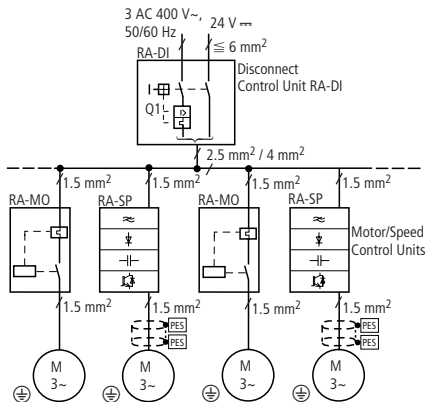 3 AC 400 V~,
50/60 Hz
24 V ⎓
RA-DI
≦ 6 mm²
Disconnect
Control Unit RA-DI
I>
Q1
2.5 mm² / 4 mm²
1.5 mm² 1.5 mm² 1.5 mm² 1.5 mm²
RA-MO RA-SP RA-MO RA-SP
Motor/Speed
Control Units
1.5 mm² 1.5 mm² 1.5 mm² 1.5 mm²
PES PES
PES PES
M M M M
3~ 3~ 3~ 3~